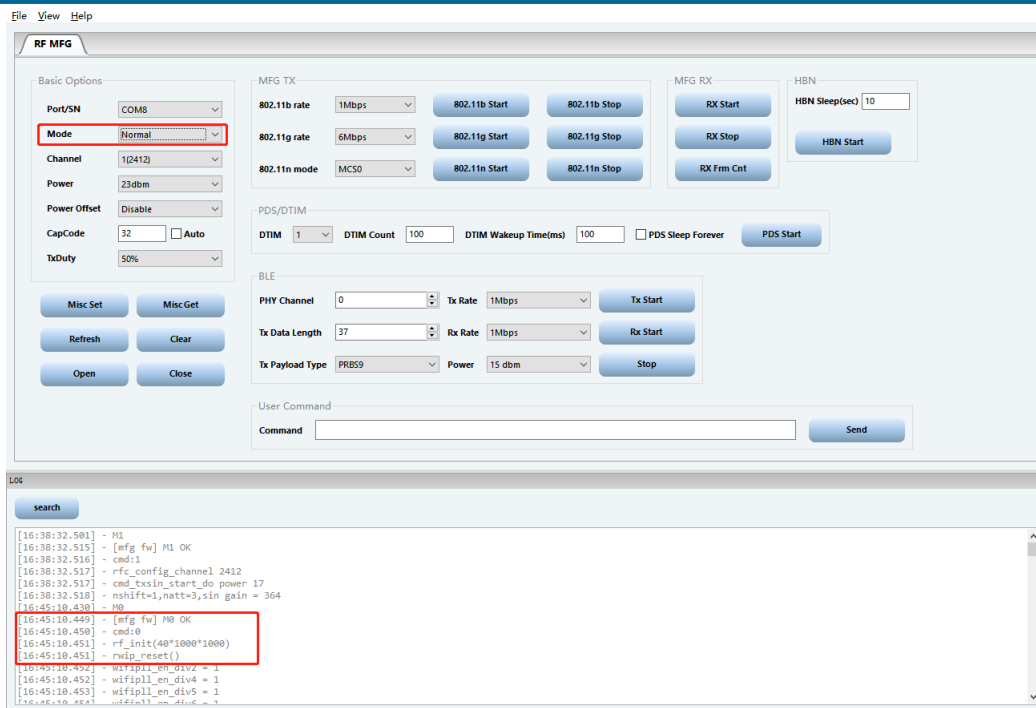 File View Help
RF MFG
Basic Options
Port/SN COM8
Mode Normal
Channel 1(2412)
Power 23dbm
Power Offset Disable
CapCode 32 Auto
TxDuty 50%
Misc Set Misc Get
Refresh Clear
Open Close
MFG TX
802.11b rate 1Mbps 802.11b Start 802.11b Stop
802.11g rate 6Mbps 802.11g Start 802.11g Stop
802.11n mode MCS0 802.11n Start 802.11n Stop
MFG RX
RX Start
RX Stop
RX Frm Cnt
HBN
HBN Sleep(sec) 10
HBN Start
PDS/DTIM
DTIM 1 DTIM Count 100 DTIM Wakeup Time(ms) 100 PDS Sleep Forever PDS Start
BLE
PHY Channel 0 Tx Rate 1Mbps Tx Start
Tx Data Length 37 Rx Rate 1Mbps Rx Start
Tx Payload Type PRBS9 Power 15 dbm Stop
User Command
Command Send
LOG
search
[16:38:32.501] - M1
[16:38:32.515] - [mfg fw] M1 OK
[16:38:32.516] - cmd:1
[16:38:32.517] - rfc_config_channel 2412
[16:38:32.517] - cmd_txsin_start_do power 17
[16:38:32.518] - nshift=1,natt=3,sin gain = 364
[16:45:10.430] - M0
[16:45:10.449] - [mfg fw] M0 OK
[16:45:10.450] - cmd:0
[16:45:10.451] - rf_init(40*1000*1000)
[16:45:10.451] - rwip_reset()
[16:45:10.452] - wifipll_en_div2 = 1
[16:45:10.452] - wifipll_en_div4 = 1
[16:45:10.453] - wifipll_en_div5 = 1
[16:45:10.454] - wifipll_en_div6 = 1